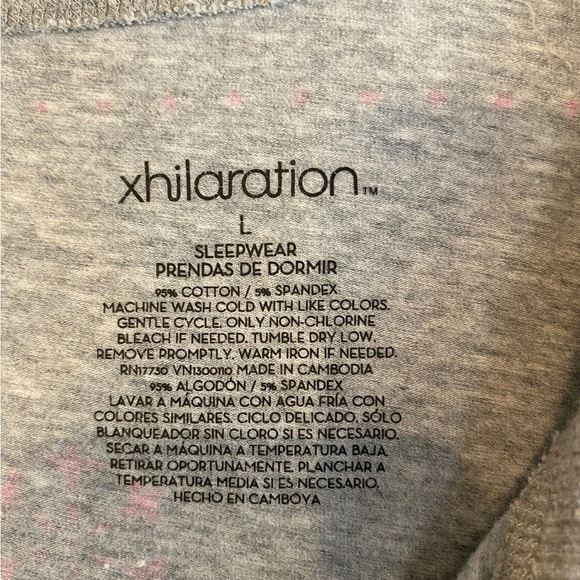 xhilaration™
L
SLEEPWEAR
PRENDAS DE DORMIR
95% COTTON / 5% SPANDEX
MACHINE WASH COLD WITH LIKE COLORS.
GENTLE CYCLE. ONLY NON-CHLORINE
BLEACH IF NEEDED. TUMBLE DRY LOW.
REMOVE PROMPTLY. WARM IRON IF NEEDED.
RN17730 VN1300110 MADE IN CAMBODIA
95% ALGODÓN / 5% SPANDEX
LAVAR A MÁQUINA CON AGUA FRÍA CON
COLORES SIMILARES. CICLO DELICADO. SÓLO
BLANQUEADOR SIN CLORO SI ES NECESARIO.
SECAR A MÁQUINA A TEMPERATURA BAJA.
RETIRAR OPORTUNAMENTE. PLANCHAR A
TEMPERATURA MEDIA SI ES NECESARIO.
HECHO EN CAMBOYA